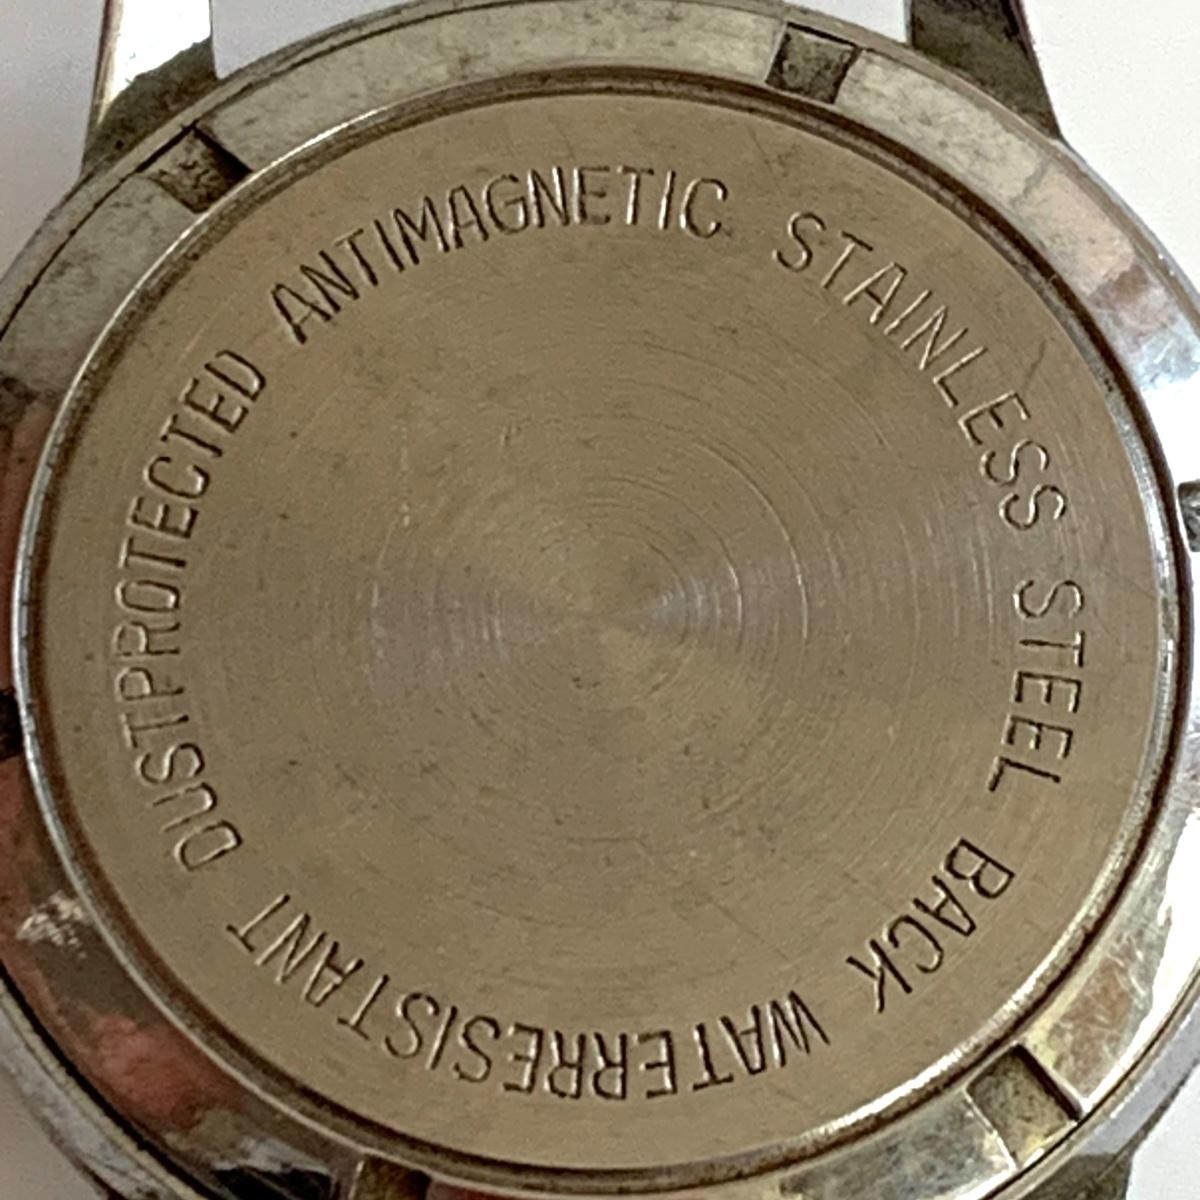 ANTIMAGNETIC STAINLESS STEEL BACK WATERRESISTANT DUSTPROTECTED